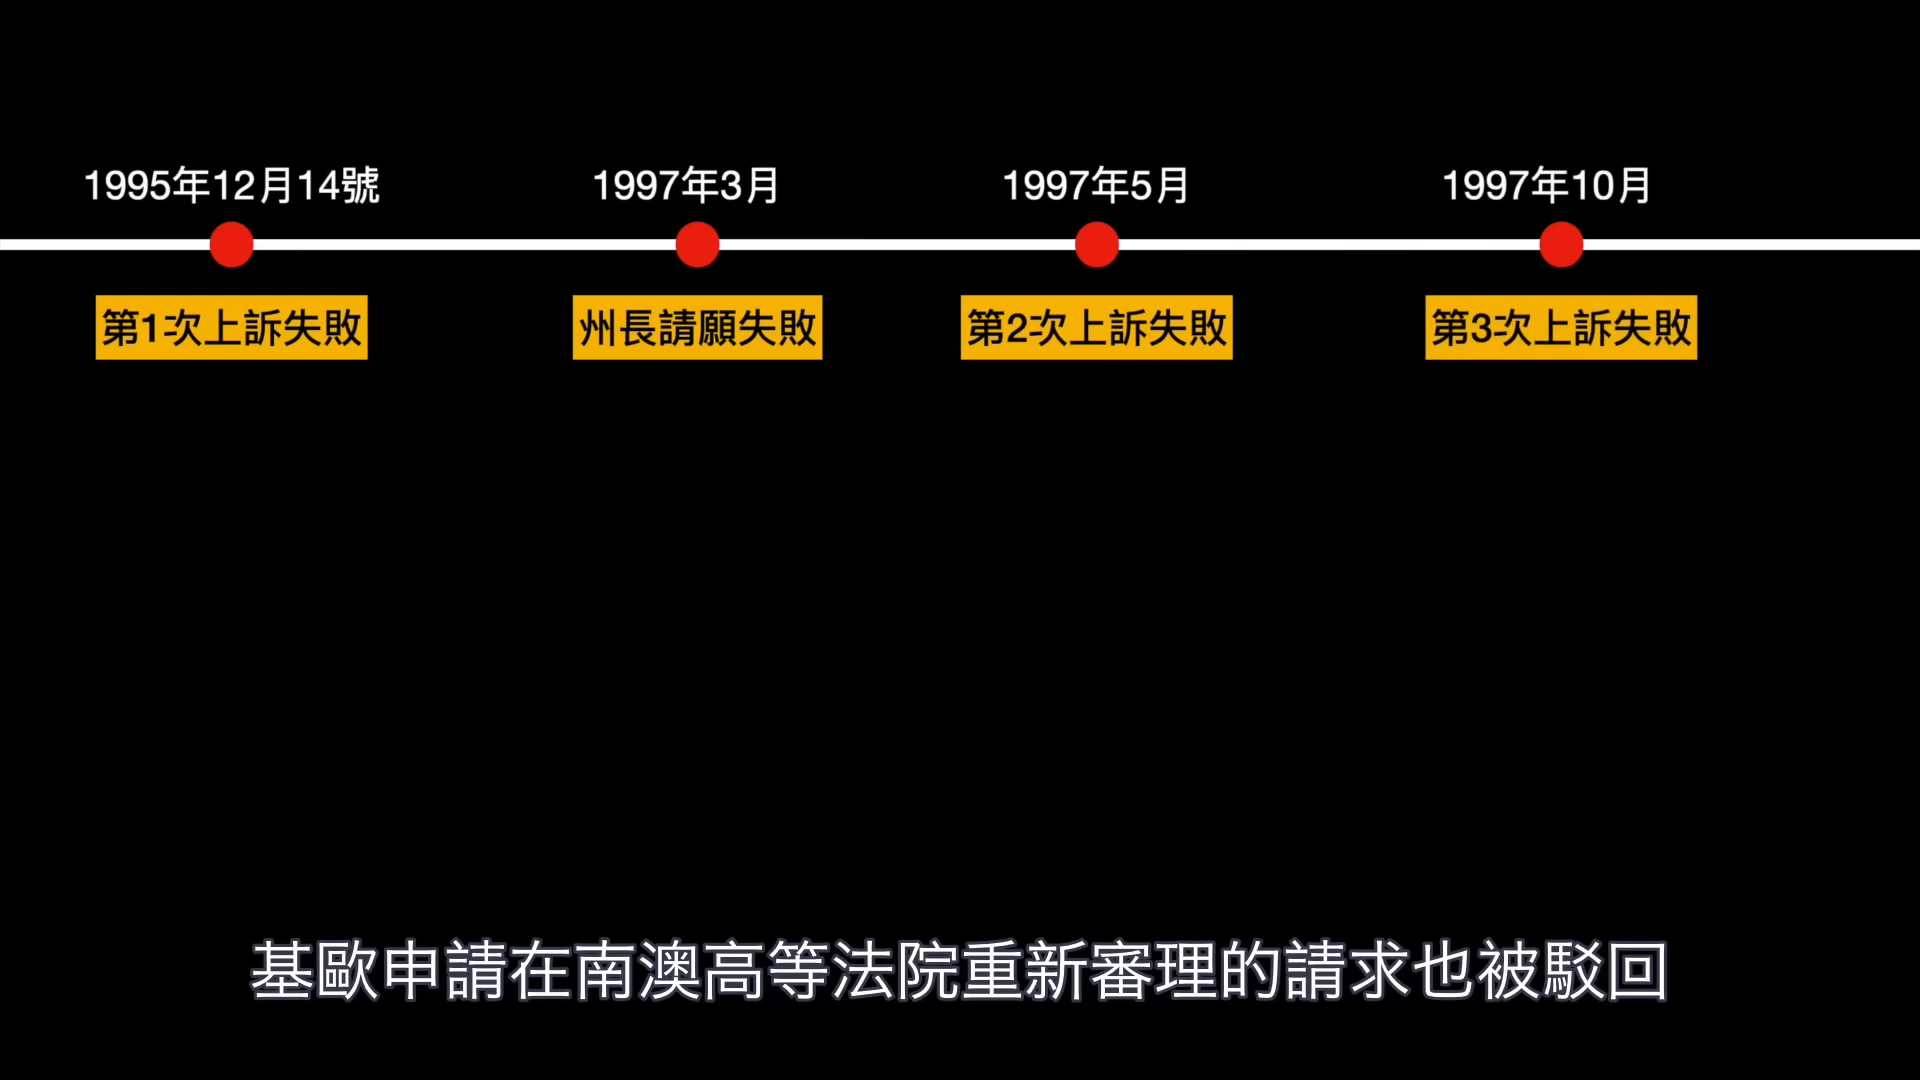 1995年12月14號
1997年3月
1997年5月
1997年10月
第1次上訴失敗
州長請願失敗
第2次上訴失敗
第3次上訴失敗
基歐申請在南澳高等法院重新審理的請求也被駁回